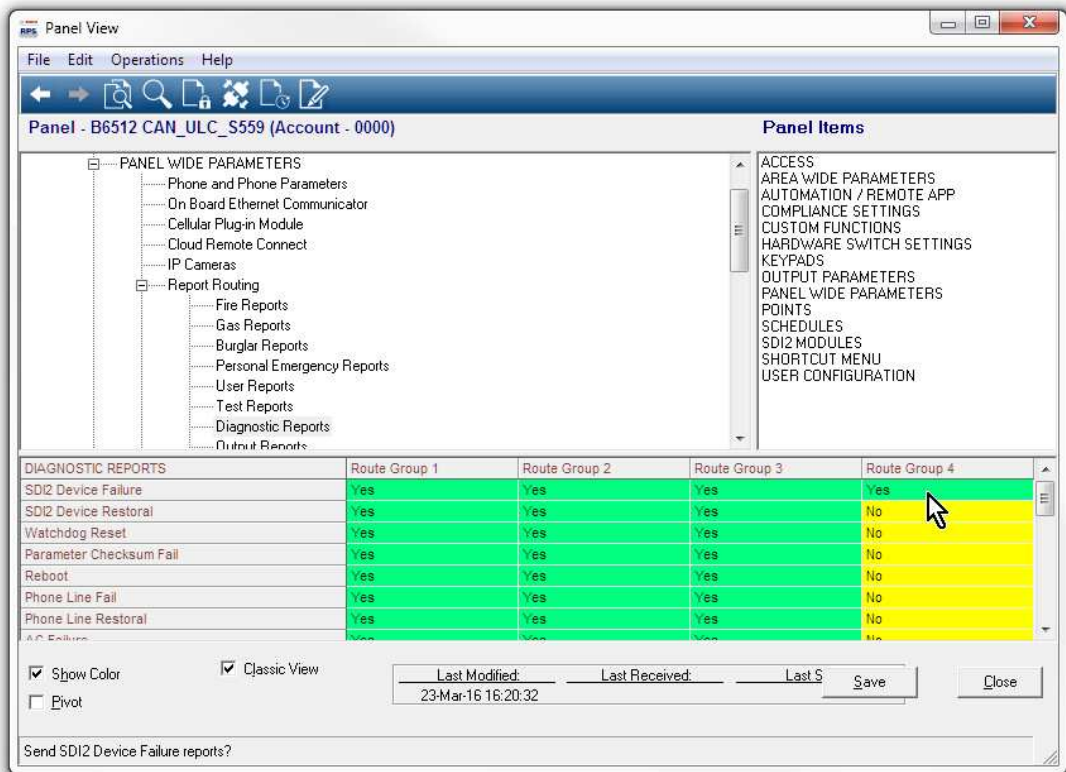 RPS Panel View
File Edit Operations Help
Panel - B6512 CAN_ULC_S559 (Account - 0000)
Panel Items
PANEL WIDE PARAMETERS
Phone and Phone Parameters
On Board Ethernet Communicator
Cellular Plug-in Module
Cloud Remote Connect
IP Cameras
Report Routing
Fire Reports
Gas Reports
Burglar Reports
Personal Emergency Reports
User Reports
Test Reports
Diagnostic Reports
Output Reports
ACCESS
AREA WIDE PARAMETERS
AUTOMATION / REMOTE APP
COMPLIANCE SETTINGS
CUSTOM FUNCTIONS
HARDWARE SWITCH SETTINGS
KEYPADS
OUTPUT PARAMETERS
PANEL WIDE PARAMETERS
POINTS
SCHEDULES
SDI2 MODULES
SHORTCUT MENU
USER CONFIGURATION
DIAGNOSTIC REPORTS Route Group 1 Route Group 2 Route Group 3 Route Group 4
SDI2 Device Failure Yes Yes Yes Yes
SDI2 Device Restoral Yes Yes Yes No
Watchdog Reset Yes Yes Yes No
Parameter Checksum Fail Yes Yes Yes No
Reboot Yes Yes Yes No
Phone Line Fail Yes Yes Yes No
Phone Line Restoral Yes Yes Yes No
AC Failure Yes Yes Yes No
Show Color Classic View
Pivot
Last Modified: Last Received: Last S
23-Mar-16 16:20:32
Save Close
Send SDI2 Device Failure reports?